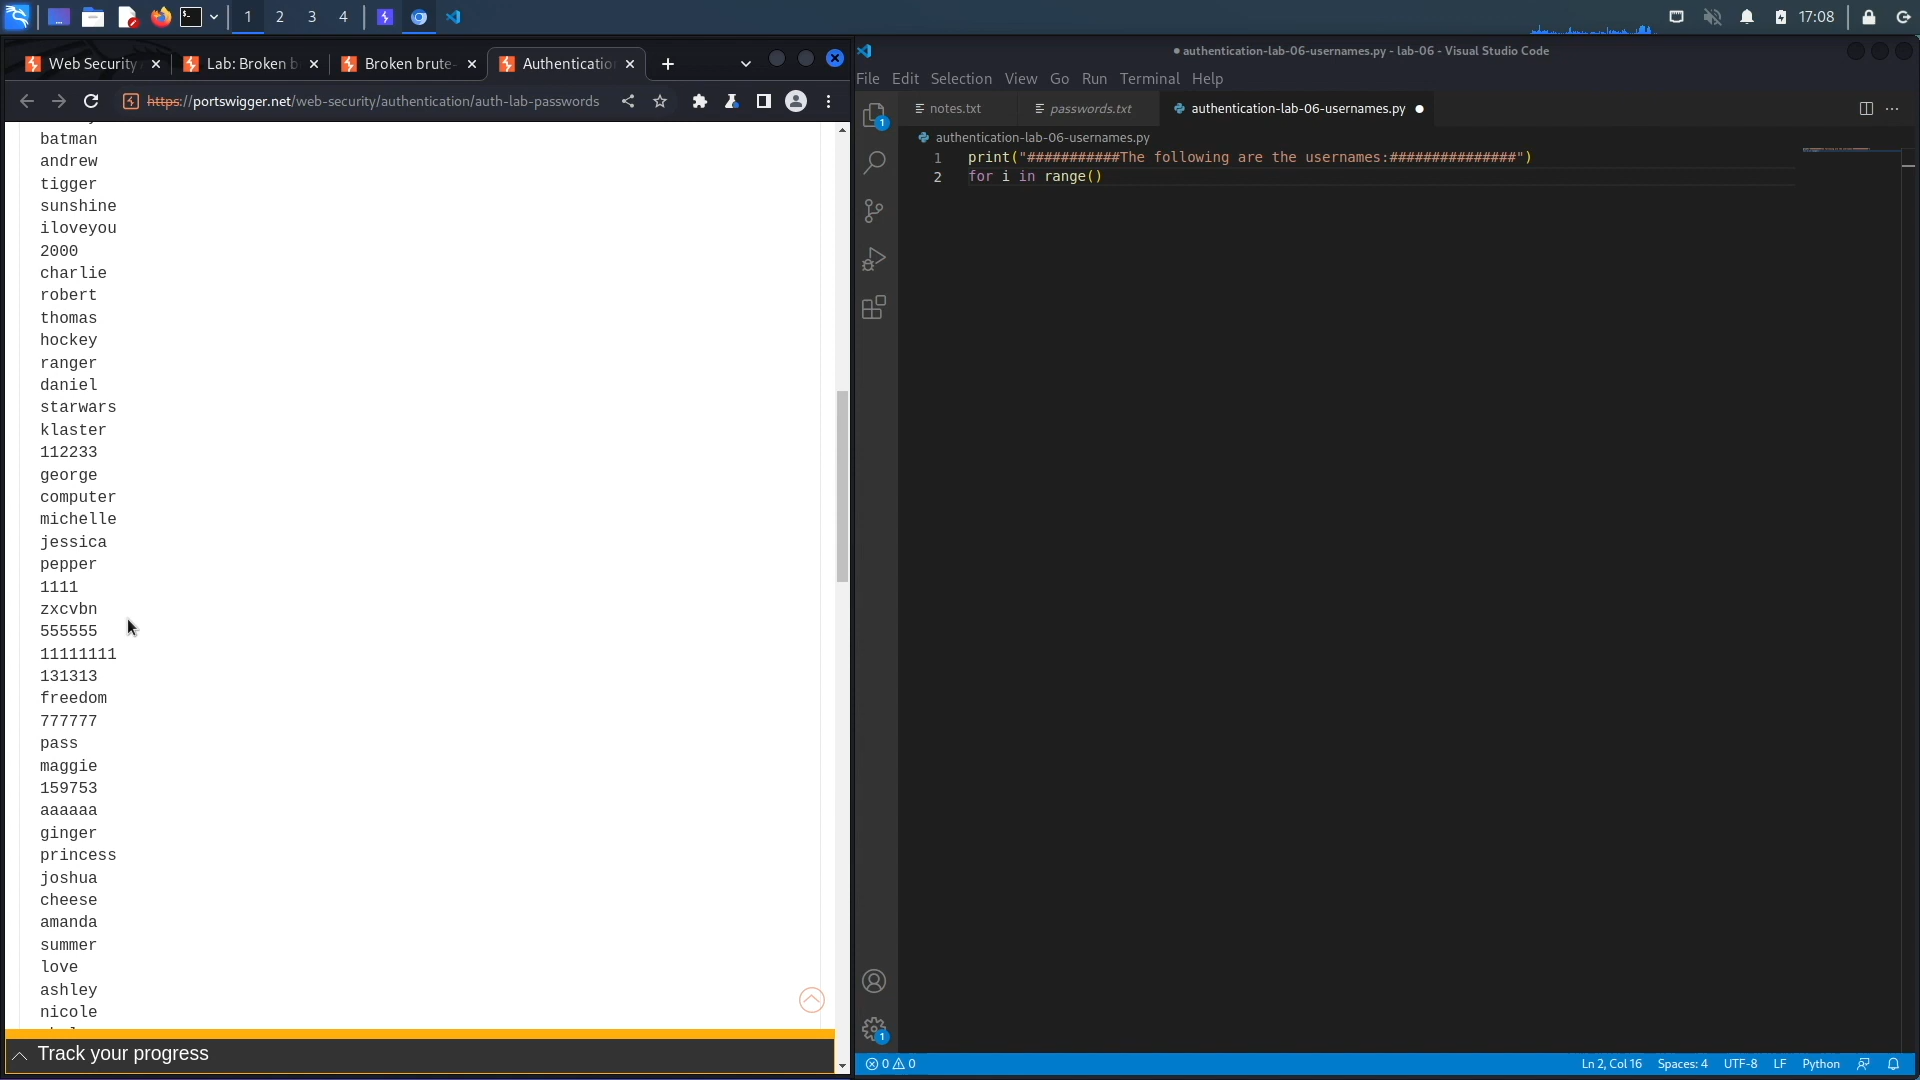 1 2 3 4
17:08
Web Security
Lab: Broken b
Broken brute-
Authenticatio
https://portswigger.net/web-security/authentication/auth-lab-passwords
batman
andrew
tigger
sunshine
iloveyou
2000
charlie
robert
thomas
hockey
ranger
daniel
starwars
klaster
112233
george
computer
michelle
jessica
pepper
1111
zxcvbn
555555
11111111
131313
freedom
777777
pass
maggie
159753
aaaaaa
ginger
princess
joshua
cheese
amanda
summer
love
ashley
nicole
Track your progress
● authentication-lab-06-usernames.py - lab-06 - Visual Studio Code
File Edit Selection View Go Run Terminal Help
notes.txt
passwords.txt
authentication-lab-06-usernames.py
authentication-lab-06-usernames.py
1 print("###########The following are the usernames:###############")
2 for i in range()
1
1
0 0
Ln 2, Col 16 Spaces: 4 UTF-8 LF Python